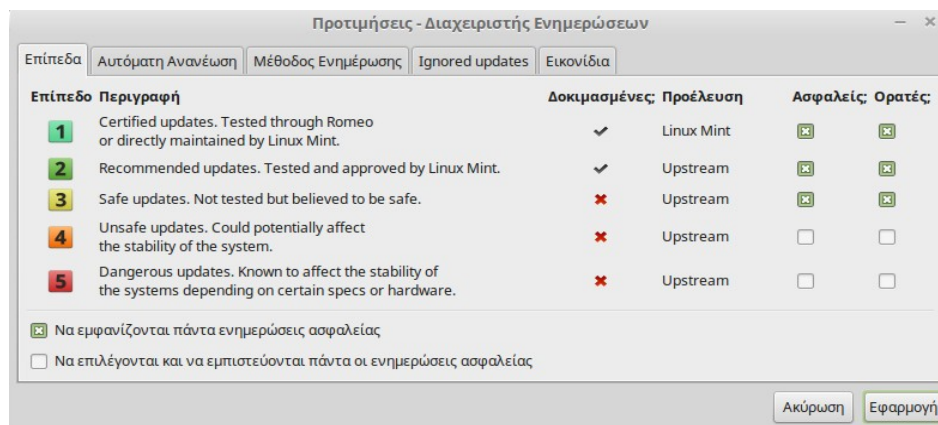 Προτιμήσεις - Διαχειριστής Ενημερώσεων
Επίπεδα Αυτόματη Ανανέωση Μέθοδος Ενημέρωσης Ignored updates Εικονίδια
Επίπεδο Περιγραφή Δοκιμασμένες; Προέλευση Ασφαλείς; Ορατές;
1 Certified updates. Tested through Romeo
or directly maintained by Linux Mint. Linux Mint
2 Recommended updates. Tested and approved by Linux Mint. Upstream
3 Safe updates. Not tested but believed to be safe. Upstream
4 Unsafe updates. Could potentially affect
the stability of the system. Upstream
5 Dangerous updates. Known to affect the stability of
the systems depending on certain specs or hardware. Upstream
Να εμφανίζονται πάντα ενημερώσεις ασφαλείας
Να επιλέγονται και να εμπιστεύονται πάντα οι ενημερώσεις ασφαλείας
Ακύρωση Εφαρμογή